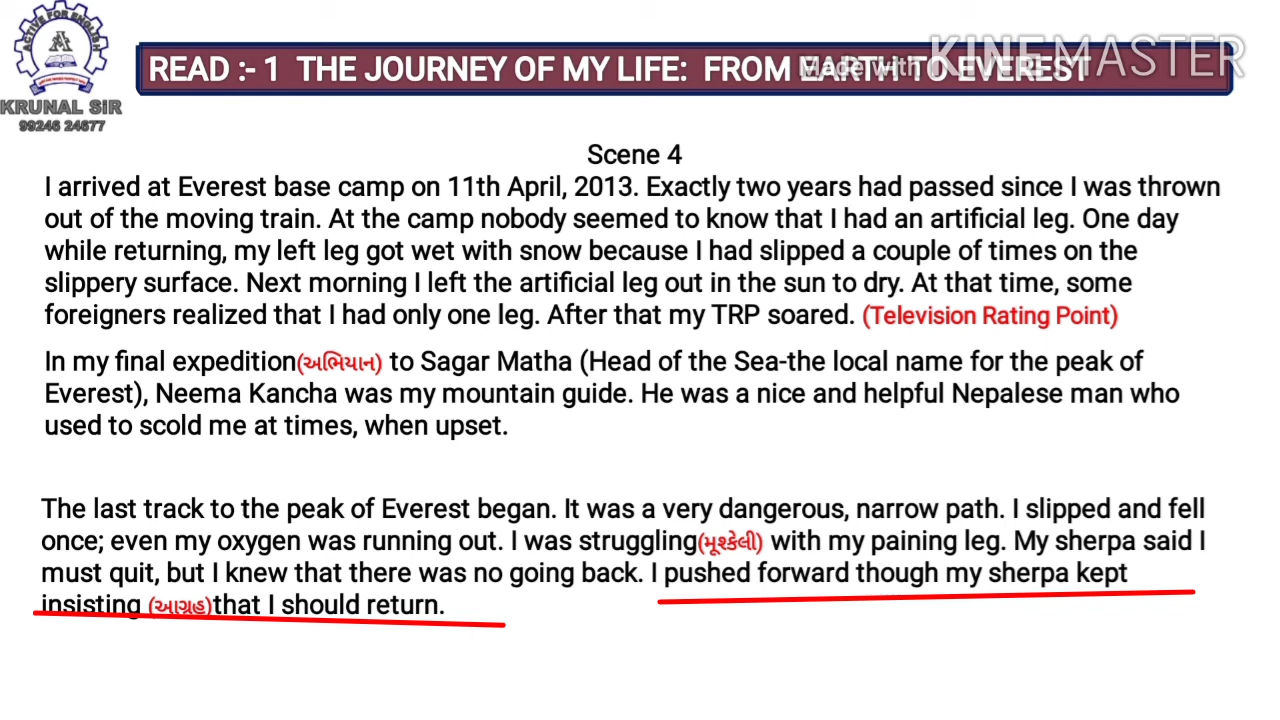 ACTIVE FOR ENGLISH
KRUNAL SIR
99246 24677
READ :- 1 THE JOURNEY OF MY LIFE: FROM EARTH TO EVEREST
Made with KINEMASTER
Scene 4
I arrived at Everest base camp on 11th April, 2013. Exactly two years had passed since I was thrown
out of the moving train. At the camp nobody seemed to know that I had an artificial leg. One day
while returning, my left leg got wet with snow because I had slipped a couple of times on the
slippery surface. Next morning I left the artificial leg out in the sun to dry. At that time, some
foreigners realized that I had only one leg. After that my TRP soared. (Television Rating Point)
In my final expedition(અભિયાન) to Sagar Matha (Head of the Sea-the local name for the peak of
Everest), Neema Kancha was my mountain guide. He was a nice and helpful Nepalese man who
used to scold me at times, when upset.
The last track to the peak of Everest began. It was a very dangerous, narrow path. I slipped and fell
once; even my oxygen was running out. I was struggling(મૂશ્કેલી) with my paining leg. My sherpa said I
must quit, but I knew that there was no going back. I pushed forward though my sherpa kept
insisting (આગ્રહ)that I should return.